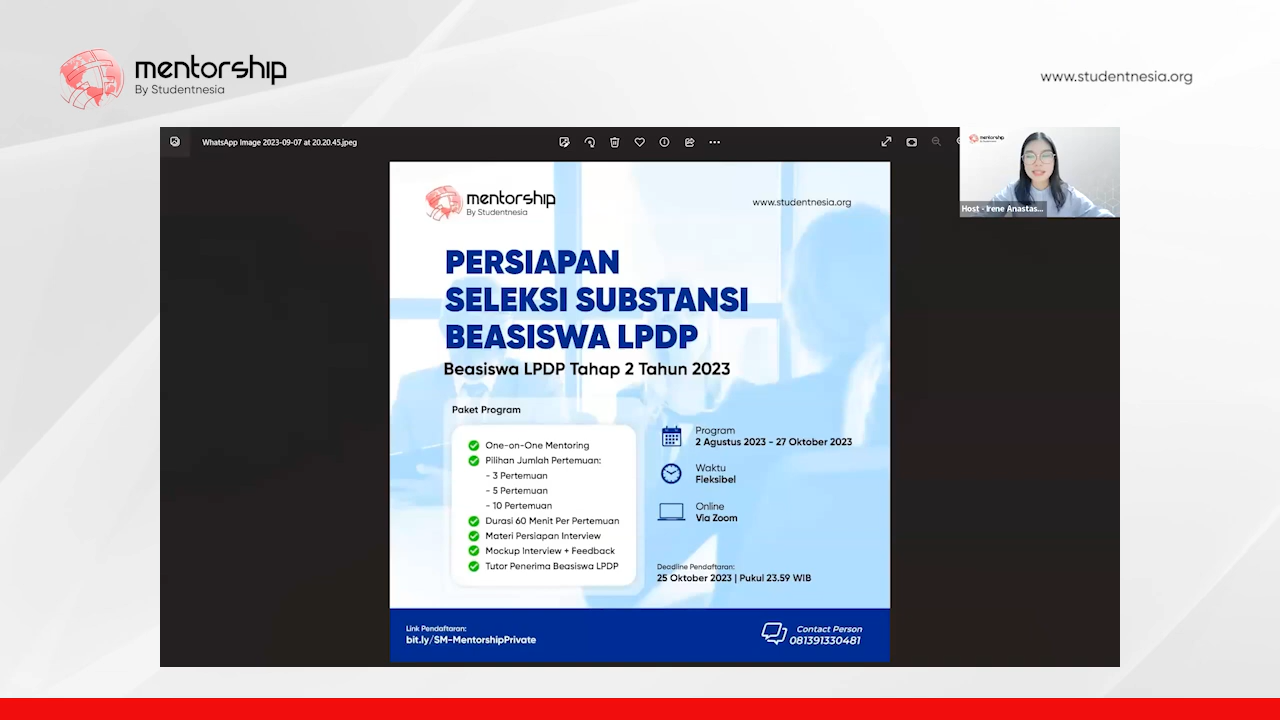 mentorship
By Studentnesia
www.studentnesia.org
WhatsApp Image 2023-09-07 at 20.20.45.jpeg
mentorship
Host - Irene Anastas...
mentorship
By Studentnesia
www.studentnesia.org
PERSIAPAN
SELEKSI SUBSTANSI
BEASISWA LPDP
Beasiswa LPDP Tahap 2 Tahun 2023
Paket Program
One-on-One Mentoring
Pilihan Jumlah Pertemuan:
- 3 Pertemuan
- 5 Pertemuan
- 10 Pertemuan
Durasi 60 Menit Per Pertemuan
Materi Persiapan Interview
Mockup Interview + Feedback
Tutor Penerima Beasiswa LPDP
Program
2 Agustus 2023 - 27 Oktober 2023
Waktu
Fleksibel
Online
Via Zoom
Deadline Pendaftaran:
25 Oktober 2023 | Pukul 23.59 WIB
Link Pendaftaran:
bit.ly/SM-MentorshipPrivate
Contact Person
081391330481